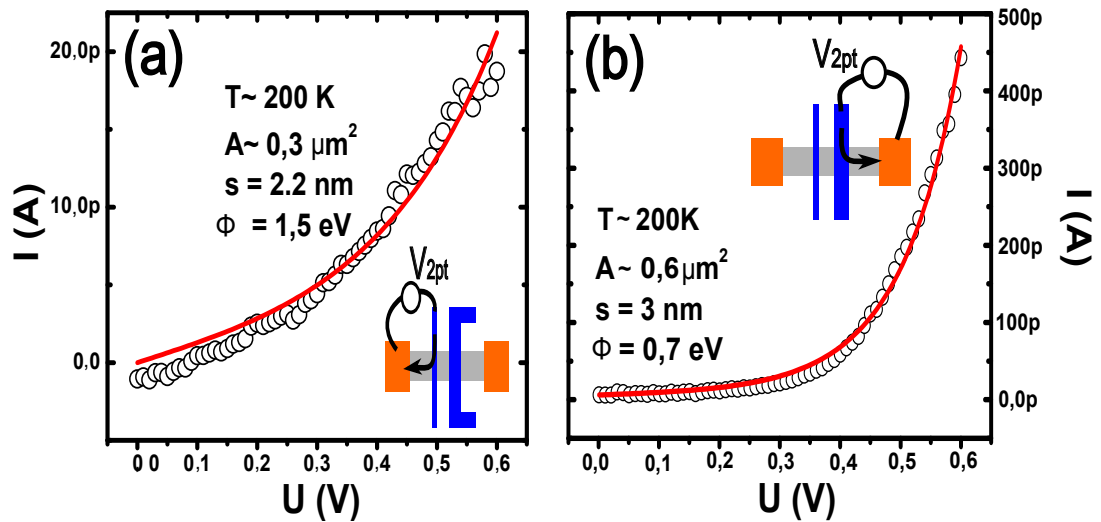 (a)
T~ 200 K
A~ 0,3 μm²
s = 2.2 nm
Φ = 1,5 eV
V2pt
I (A)
20,0p
10,0p
0,0
0 0 0,1 0,2 0,3 0,4 0,5 0,6
U (V)
(b)
V2pt
T~ 200K
A~ 0,6μm²
s = 3 nm
Φ = 0,7 eV
500p
400p
300p
200p
100p
0,0p
I (A)
0,0 0,1 0,2 0,3 0,4 0,5 0,6
U (V)